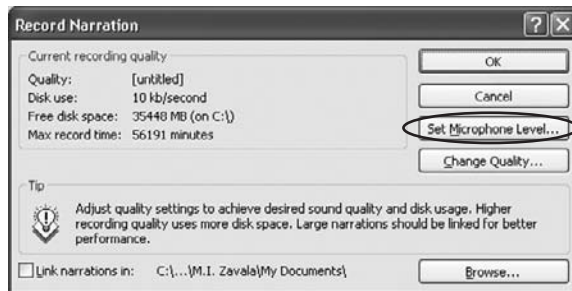 Record Narration
Current recording quality
Quality: [untitled]
Disk use: 10 kb/second
Free disk space: 35448 MB (on C:\)
Max record time: 56191 minutes
OK
Cancel
Set Microphone Level...
Change Quality...
Tip
Adjust quality settings to achieve desired sound quality and disk usage. Higher
recording quality uses more disk space. Large narrations should be linked for better
performance.
Link narrations in: C:\...\M.I. Zavala\My Documents\
Browse...